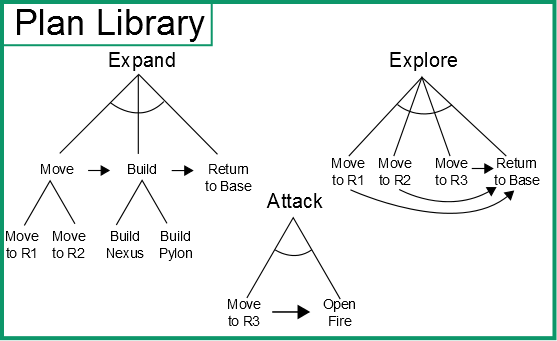 Plan Library
Expand
Explore
Move
Build
Return
to Base
Move
to R1
Move
to R2
Move
to R3
Return
to Base
Move
to R1
Move
to R2
Build
Nexus
Build
Pylon
Attack
Move
to R3
Open
Fire